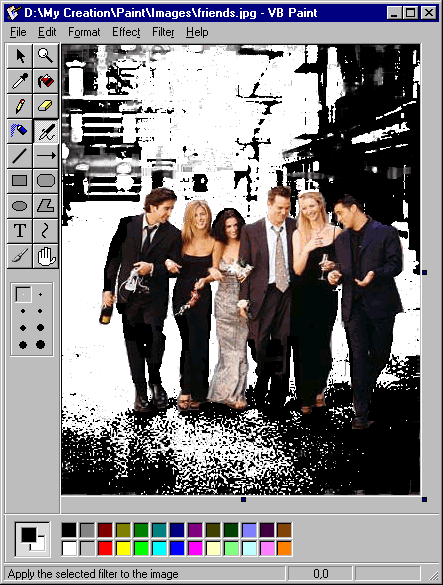 D:\My Creation\Paint\Images\friends.jpg - VB Paint
File Edit Format Effect Filter Help
T
Apply the selected filter to the image 0,0